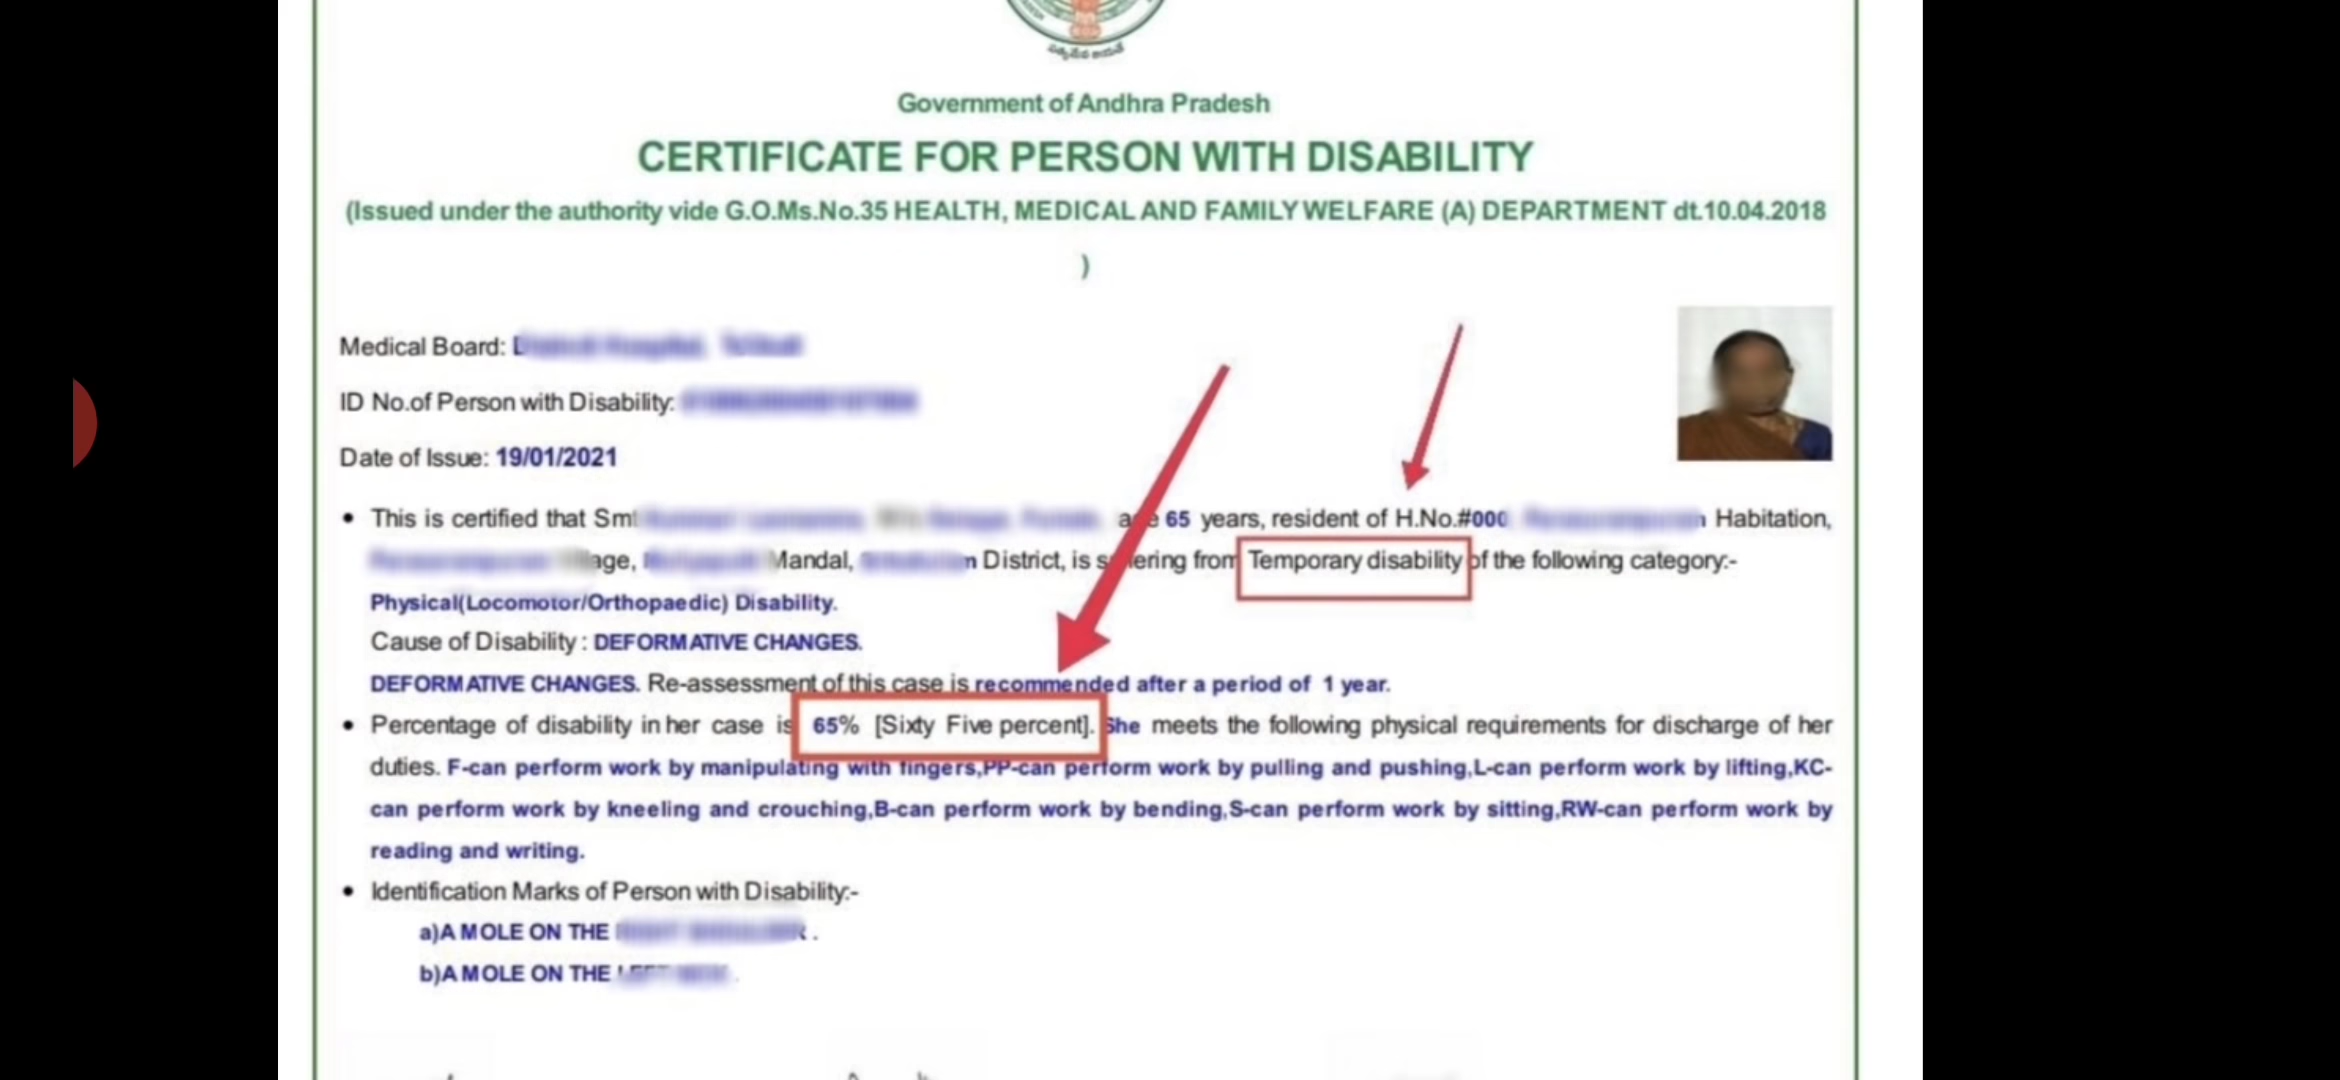 సత్యమేవ జయతే
Government of Andhra Pradesh
CERTIFICATE FOR PERSON WITH DISABILITY
(Issued under the authority vide G.O.Ms.No.35 HEALTH, MEDICAL AND FAMILY WELFARE (A) DEPARTMENT dt.10.04.2018
)
Medical Board:
ID No.of Person with Disability:
Date of Issue: 19/01/2021
• This is certified that Smt age 65 years, resident of H.No.#000 Habitation,
Mandal, District, is suffering from Temporary disability of the following category:-
Physical(Locomotor/Orthopaedic) Disability.
Cause of Disability : DEFORMATIVE CHANGES.
DEFORMATIVE CHANGES. Re-assessment of this case is recommended after a period of 1 year.
• Percentage of disability in her case is 65% [Sixty Five percent]. She meets the following physical requirements for discharge of her
duties. F-can perform work by manipulating with fingers,PP-can perform work by pulling and pushing,L-can perform work by lifting,KC-
can perform work by kneeling and crouching,B-can perform work by bending,S-can perform work by sitting,RW-can perform work by
reading and writing.
• Identification Marks of Person with Disability:-
a)A MOLE ON THE .
b)A MOLE ON THE .